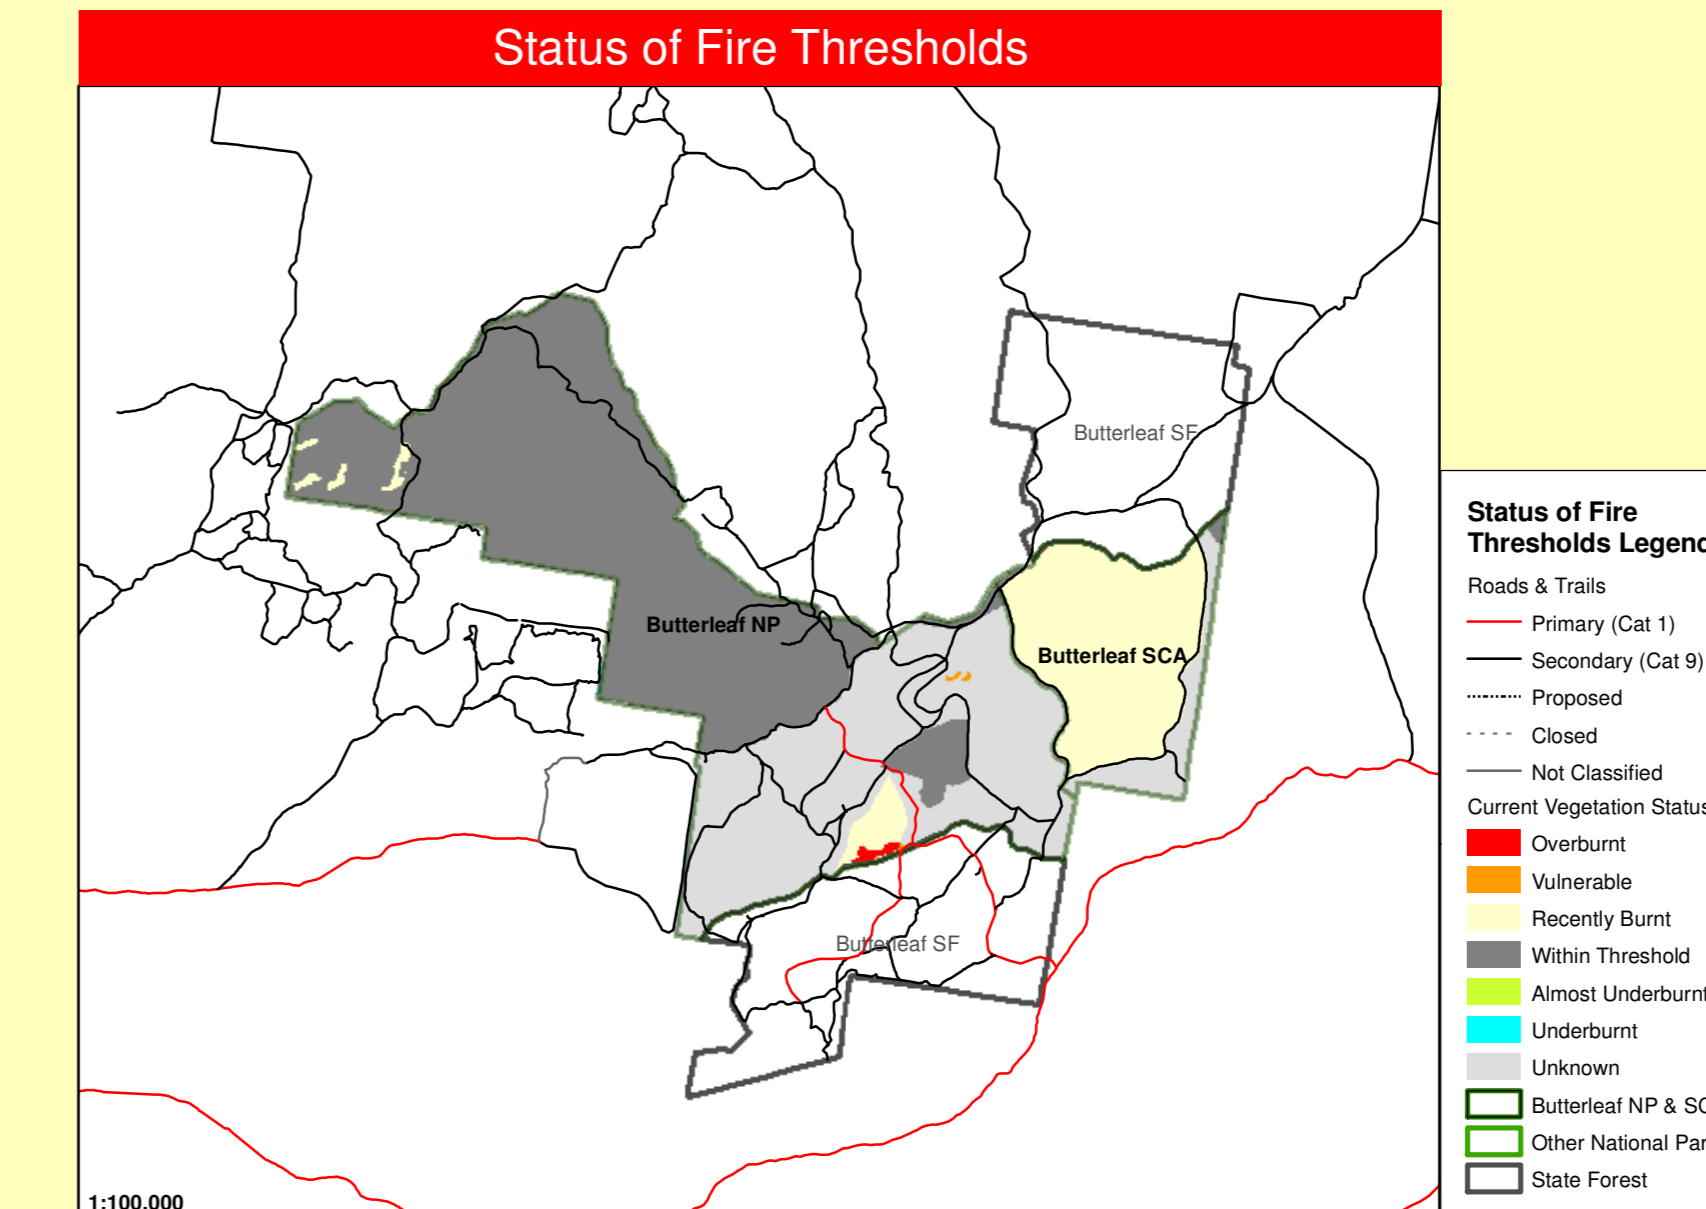 Status of Fire Thresholds
Butterleaf SF
Butterleaf NP
Butterleaf SCA
Butterleaf SF
1:100,000
Status of Fire
Thresholds Legend
Roads & Trails
Primary (Cat 1)
Secondary (Cat 9)
Proposed
Closed
Not Classified
Current Vegetation Status
Overburnt
Vulnerable
Recently Burnt
Within Threshold
Almost Underburnt
Underburnt
Unknown
Butterleaf NP & SC
Other National Par
State Forest